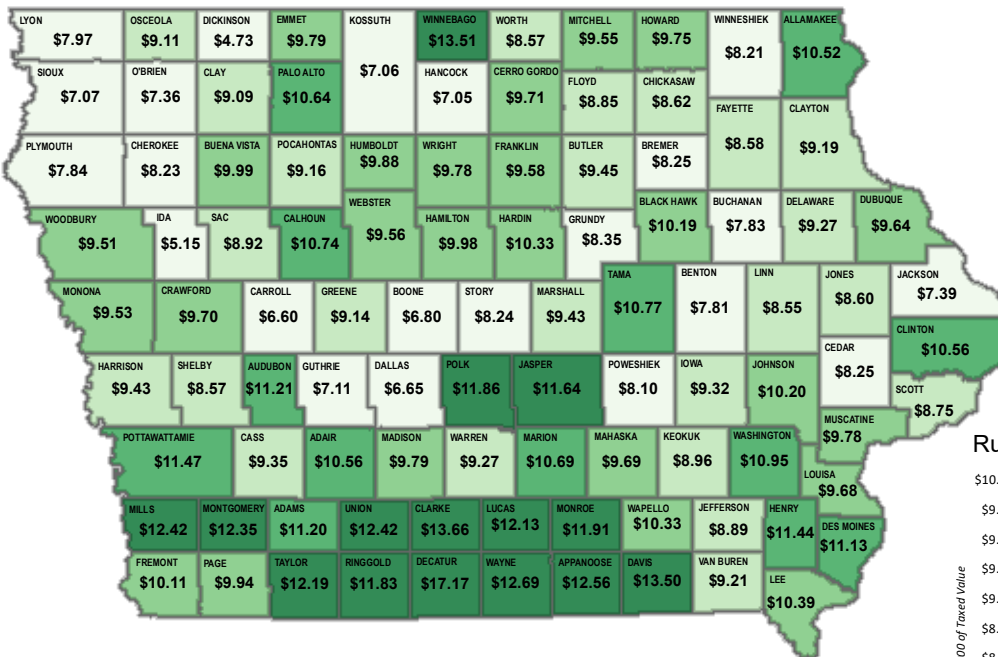 LYON
$7.97
OSCEOLA
$9.11
DICKINSON
$4.73
EMMET
$9.79
KOSSUTH
$7.06
WINNEBAGO
$13.51
WORTH
$8.57
MITCHELL
$9.55
HOWARD
$9.75
WINNESHIEK
$8.21
ALLAMAKEE
$10.52
SIOUX
$7.07
O'BRIEN
$7.36
CLAY
$9.09
PALO ALTO
$10.64
HANCOCK
$7.05
CERRO GORDO
$9.71
FLOYD
$8.85
CHICKASAW
$8.62
FAYETTE
$8.58
CLAYTON
$9.19
PLYMOUTH
$7.84
CHEROKEE
$8.23
BUENA VISTA
$9.99
POCAHONTAS
$9.16
HUMBOLDT
$9.88
WRIGHT
$9.78
FRANKLIN
$9.58
BUTLER
$9.45
BREMER
$8.25
WOODBURY
$9.51
IDA
$5.15
SAC
$8.92
CALHOUN
$10.74
WEBSTER
$9.56
HAMILTON
$9.98
HARDIN
$10.33
GRUNDY
$8.35
BLACK HAWK
$10.19
BUCHANAN
$7.83
DELAWARE
$9.27
DUBUQUE
$9.64
MONONA
$9.53
CRAWFORD
$9.70
CARROLL
$6.60
GREENE
$9.14
BOONE
$6.80
STORY
$8.24
MARSHALL
$9.43
TAMA
$10.77
BENTON
$7.81
LINN
$8.55
JONES
$8.60
JACKSON
$7.39
CLINTON
$10.56
CEDAR
$8.25
SCOTT
$8.75
HARRISON
$9.43
SHELBY
$8.57
AUDUBON
$11.21
GUTHRIE
$7.11
DALLAS
$6.65
POLK
$11.86
JASPER
$11.64
POWESHIEK
$8.10
IOWA
$9.32
JOHNSON
$10.20
MUSCATINE
$9.78
POTTAWATTAMIE
$11.47
CASS
$9.35
ADAIR
$10.56
MADISON
$9.79
WARREN
$9.27
MARION
$10.69
MAHASKA
$9.69
KEOKUK
$8.96
WASHINGTON
$10.95
LOUISA
$9.68
MILLS
$12.42
MONTGOMERY
$12.35
ADAMS
$11.20
UNION
$12.42
CLARKE
$13.66
LUCAS
$12.13
MONROE
$11.91
WAPELLO
$10.33
JEFFERSON
$8.89
HENRY
$11.44
DES MOINES
$11.13
FREMONT
$10.11
PAGE
$9.94
TAYLOR
$12.19
RINGGOLD
$11.83
DECATUR
$17.17
WAYNE
$12.69
APPANOOSE
$12.56
DAVIS
$13.50
VAN BUREN
$9.21
LEE
$10.39
Ru
$10.
$9.
$9.
$9.
$9.
$8.
00 of Taxed Value